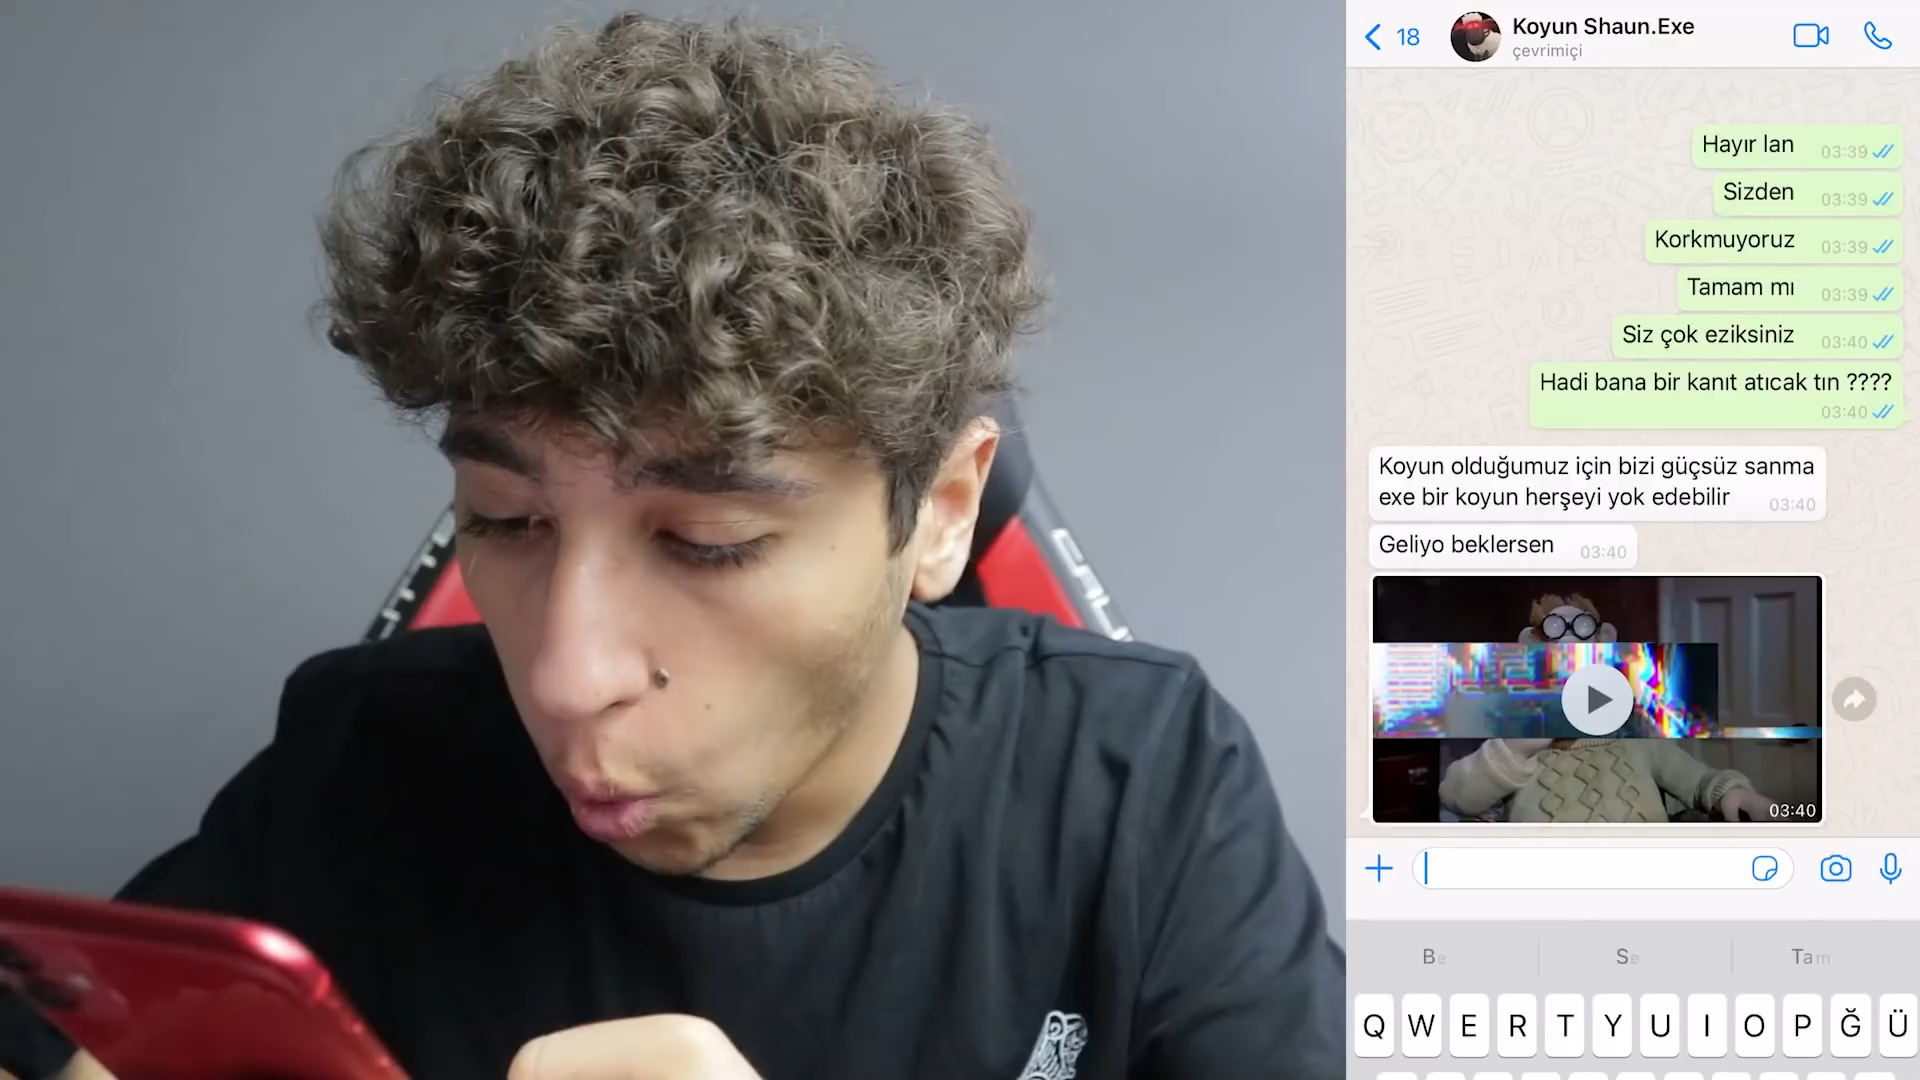 18
Koyun Shaun.Exe
çevrimiçi
Hayır lan 03:39
Sizden 03:39
Korkmuyoruz 03:39
Tamam mı 03:39
Siz çok eziksiniz 03:40
Hadi bana bir kanıt atıcak tın ????
03:40
Koyun olduğumuz için bizi güçsüz sanma
exe bir koyun herşeyi yok edebilir 03:40
Geliyo beklersen 03:40
03:40
Be Se Tam
Q W E R T Y U I O P Ğ Ü